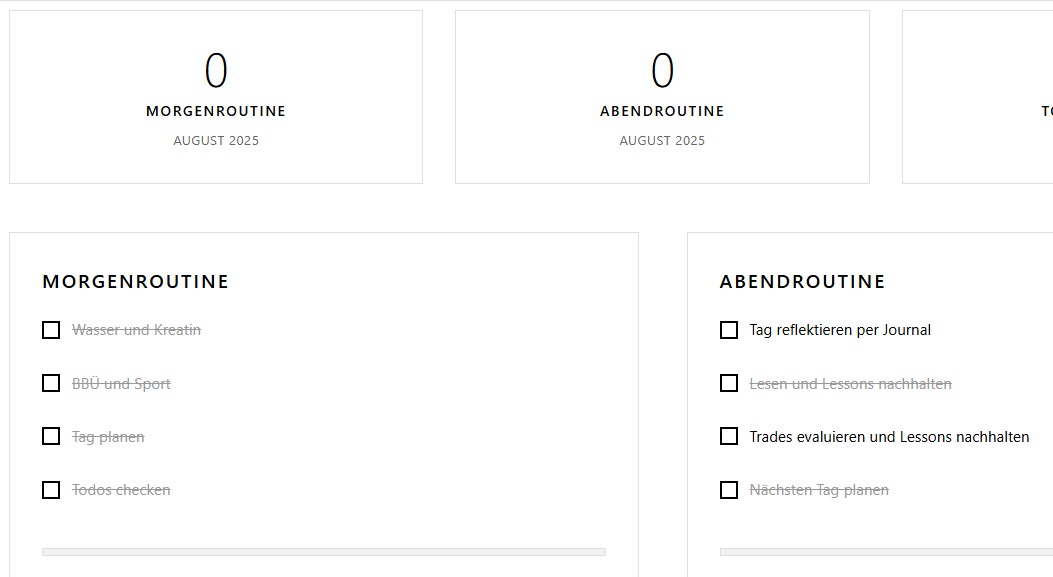 0
MORGENROUTINE
AUGUST 2025
0
ABENDROUTINE
AUGUST 2025
MORGENROUTINE
Wasser und Kreatin
BBÜ und Sport
Tag planen
Todos checken
ABENDROUTINE
Tag reflektieren per Journal
Lesen und Lessons nachhalten
Trades evaluieren und Lessons nachhalten
Nächsten Tag planen